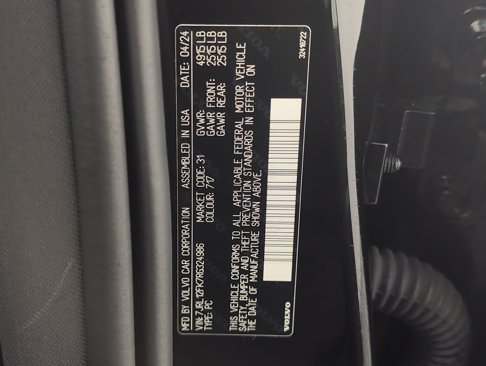 MFD BY VOLVO CAR CORPORATION ASSEMBLED IN USA DATE: 04/24
VIN: 7JRL12FK7RG324986 GVWR: 4915 LB
TYPE: PC MARKET CODE: 31 GAWR FRONT: 2515 LB
COLOUR: 717 GAWR REAR: 2515 LB
THIS VEHICLE CONFORMS TO ALL APPLICABLE FEDERAL MOTOR VEHICLE
SAFETY, BUMPER AND THEFT PREVENTION STANDARDS IN EFFECT ON
THE DATE OF MANUFACTURE SHOWN ABOVE.
VOLVO 32418722